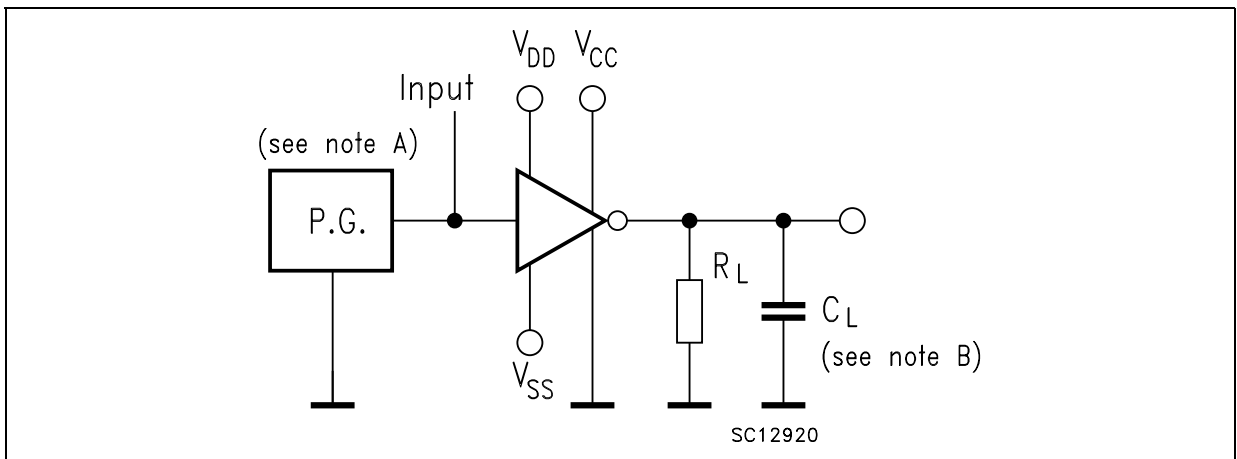 V_DD V_CC
Input
(see note A)
P.G.
R_L
C_L
(see note B)
V_SS
SC12920